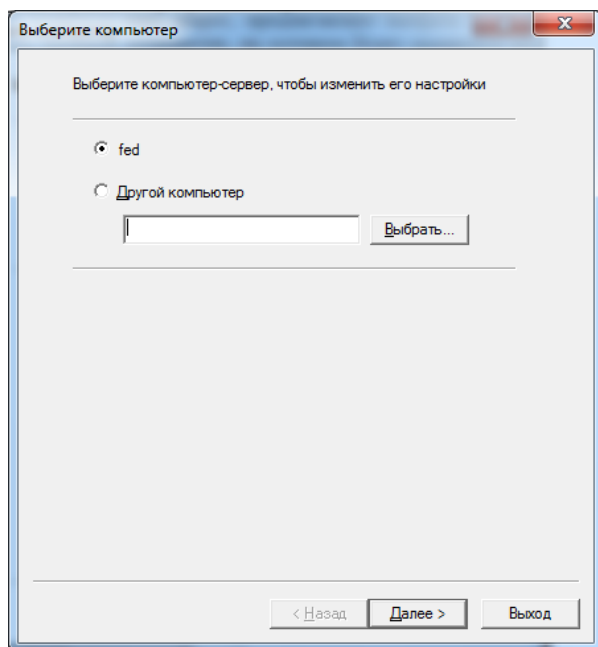 Выберите компьютер
Выберите компьютер-сервер, чтобы изменить его настройки
fed
Другой компьютер
Выбрать...
< Назад Далее > Выход